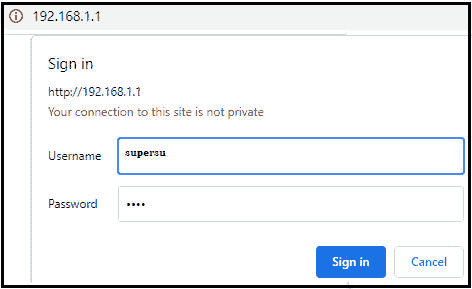 192.168.1.1
Sign in
http://192.168.1.1
Your connection to this site is not private
Username supersu
Password ••••
Sign in Cancel